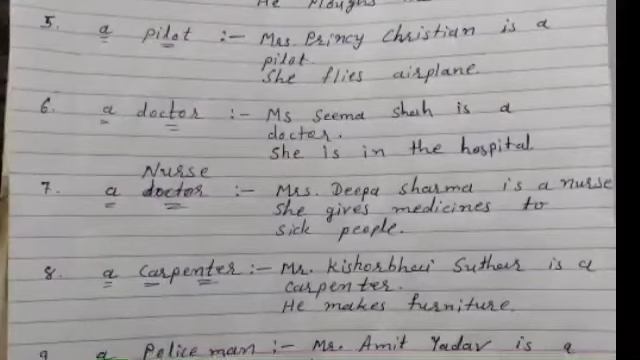 He Ploughs
5. a pilot :- Mrs. Princy Christian is a
pilot.
She flies airplane.
6. a doctor :- Ms Seema Shah is a
doctor.
She is in the hospital
Nurse
7. a doctor :- Mrs. Deepa Sharma is a nurse
She gives medicines to
sick people.
8. a carpenter :- Mr. Kishorbhai Suthar is a
carpenter.
He makes furniture.
9. a Police man :- Mr. Amit Yadav is a